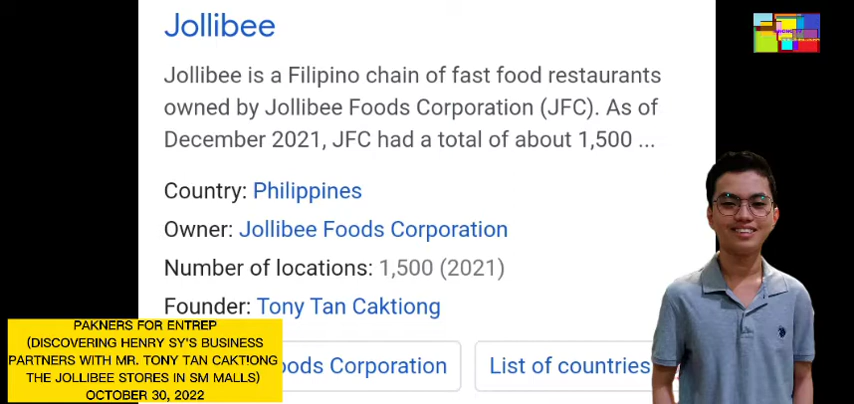 Jollibee
Jollibee is a Filipino chain of fast food restaurants
owned by Jollibee Foods Corporation (JFC). As of
December 2021, JFC had a total of about 1,500 ...
Country: Philippines
Owner: Jollibee Foods Corporation
Number of locations: 1,500 (2021)
Founder: Tony Tan Caktiong
oods Corporation
List of countries
PAKNERS FOR ENTREP
(DISCOVERING HENRY SY'S BUSINESS
PARTNERS WITH MR. TONY TAN CAKTIONG
THE JOLLIBEE STORES IN SM MALLS)
OCTOBER 30, 2022